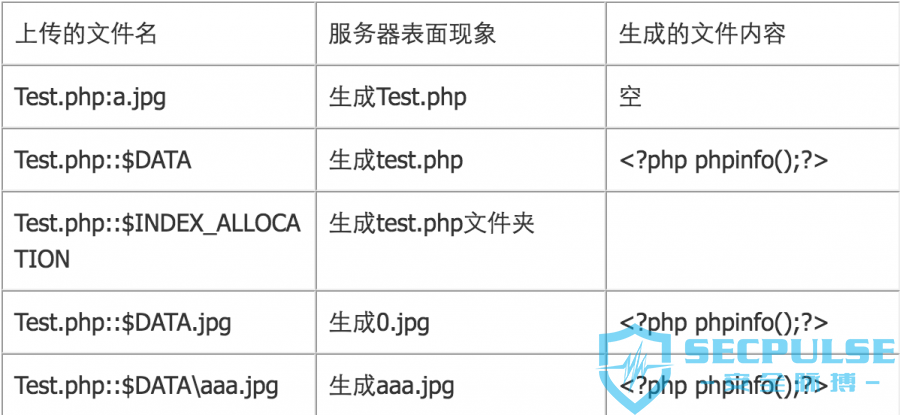 上传的文件名 服务器表面现象 生成的文件内容
Test.php:a.jpg 生成Test.php 空
Test.php::$DATA 生成test.php <?php phpinfo();?>
Test.php::$INDEX_ALLOCA 生成test.php文件夹
TION
Test.php::$DATA.jpg 生成0.jpg <?php phpinfo();?>
SECPULSE
Test.php::$DATA\aaa.jpg 生成aaa.jpg <?php phpinfo();?>
安全脉搏